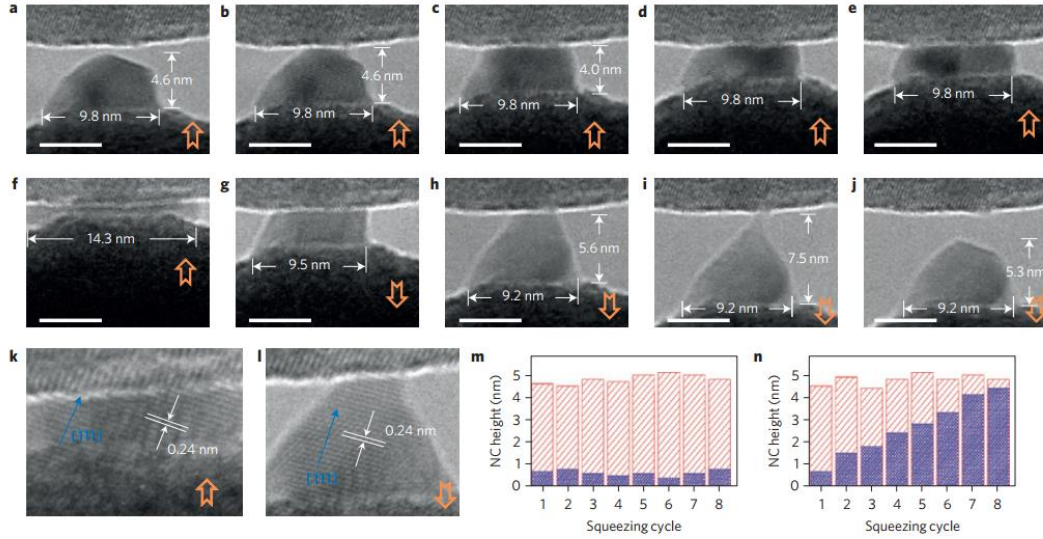 a
4.6 nm
9.8 nm
b
4.6 nm
9.8 nm
c
4.0 nm
9.8 nm
d
9.8 nm
e
9.8 nm
f
14.3 nm
g
9.5 nm
h
5.6 nm
9.2 nm
i
7.5 nm
9.2 nm
j
5.3 nm
9.2 nm
k
[111]
0.24 nm
l
[111]
0.24 nm
m
NC height (nm)
5
4
3
2
1
0
1 2 3 4 5 6 7 8
Squeezing cycle
n
NC height (nm)
5
4
3
2
1
0
1 2 3 4 5 6 7 8
Squeezing cycle